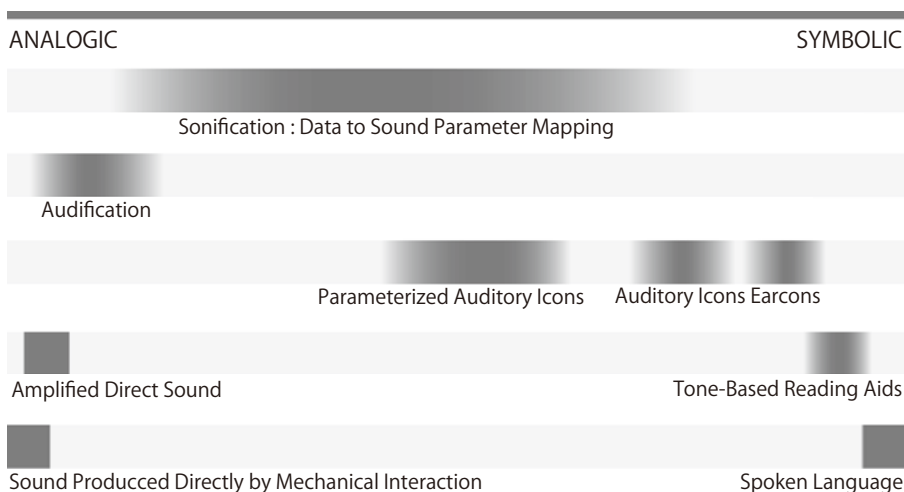 ANALOGIC SYMBOLIC
Sonification : Data to Sound Parameter Mapping
Audification
Parameterized Auditory Icons Auditory Icons Earcons
Amplified Direct Sound Tone-Based Reading Aids
Sound Producced Directly by Mechanical Interaction Spoken Language